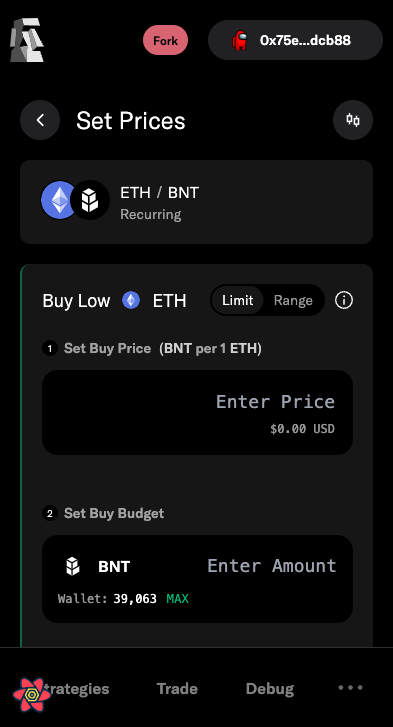 Fork
0x75e...dcb88
Set Prices
ETH / BNT
Recurring
Buy Low ETH
Limit Range
1 Set Buy Price (BNT per 1 ETH)
Enter Price
$0.00 USD
2 Set Buy Budget
BNT Enter Amount
Wallet: 39,063 MAX
trategies Trade Debug